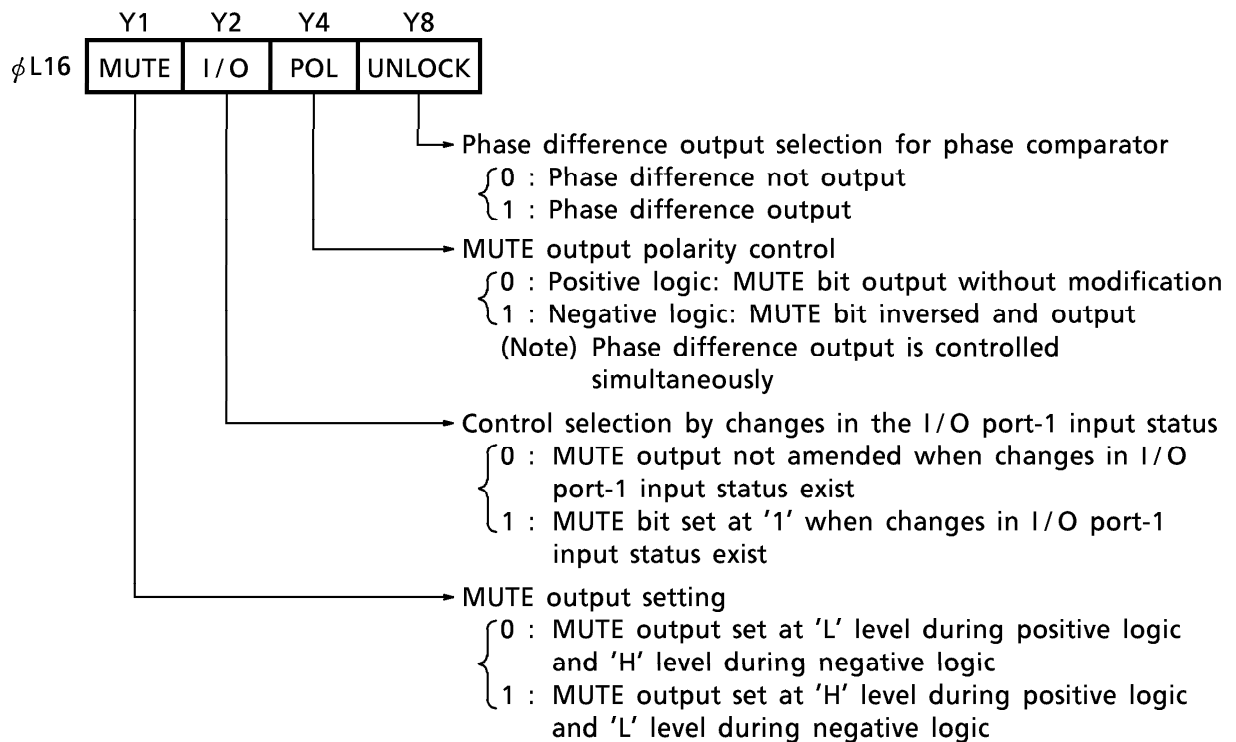 Y1 Y2 Y4 Y8
ϕL16 MUTE I/O POL UNLOCK
Phase difference output selection for phase comparator
0 : Phase difference not output
1 : Phase difference output
MUTE output polarity control
0 : Positive logic: MUTE bit output without modification
1 : Negative logic: MUTE bit inversed and output
(Note) Phase difference output is controlled
simultaneously
Control selection by changes in the I/O port-1 input status
0 : MUTE output not amended when changes in I/O
port-1 input status exist
1 : MUTE bit set at '1' when changes in I/O port-1
input status exist
MUTE output setting
0 : MUTE output set at 'L' level during positive logic
and 'H' level during negative logic
1 : MUTE output set at 'H' level during positive logic
and 'L' level during negative logic